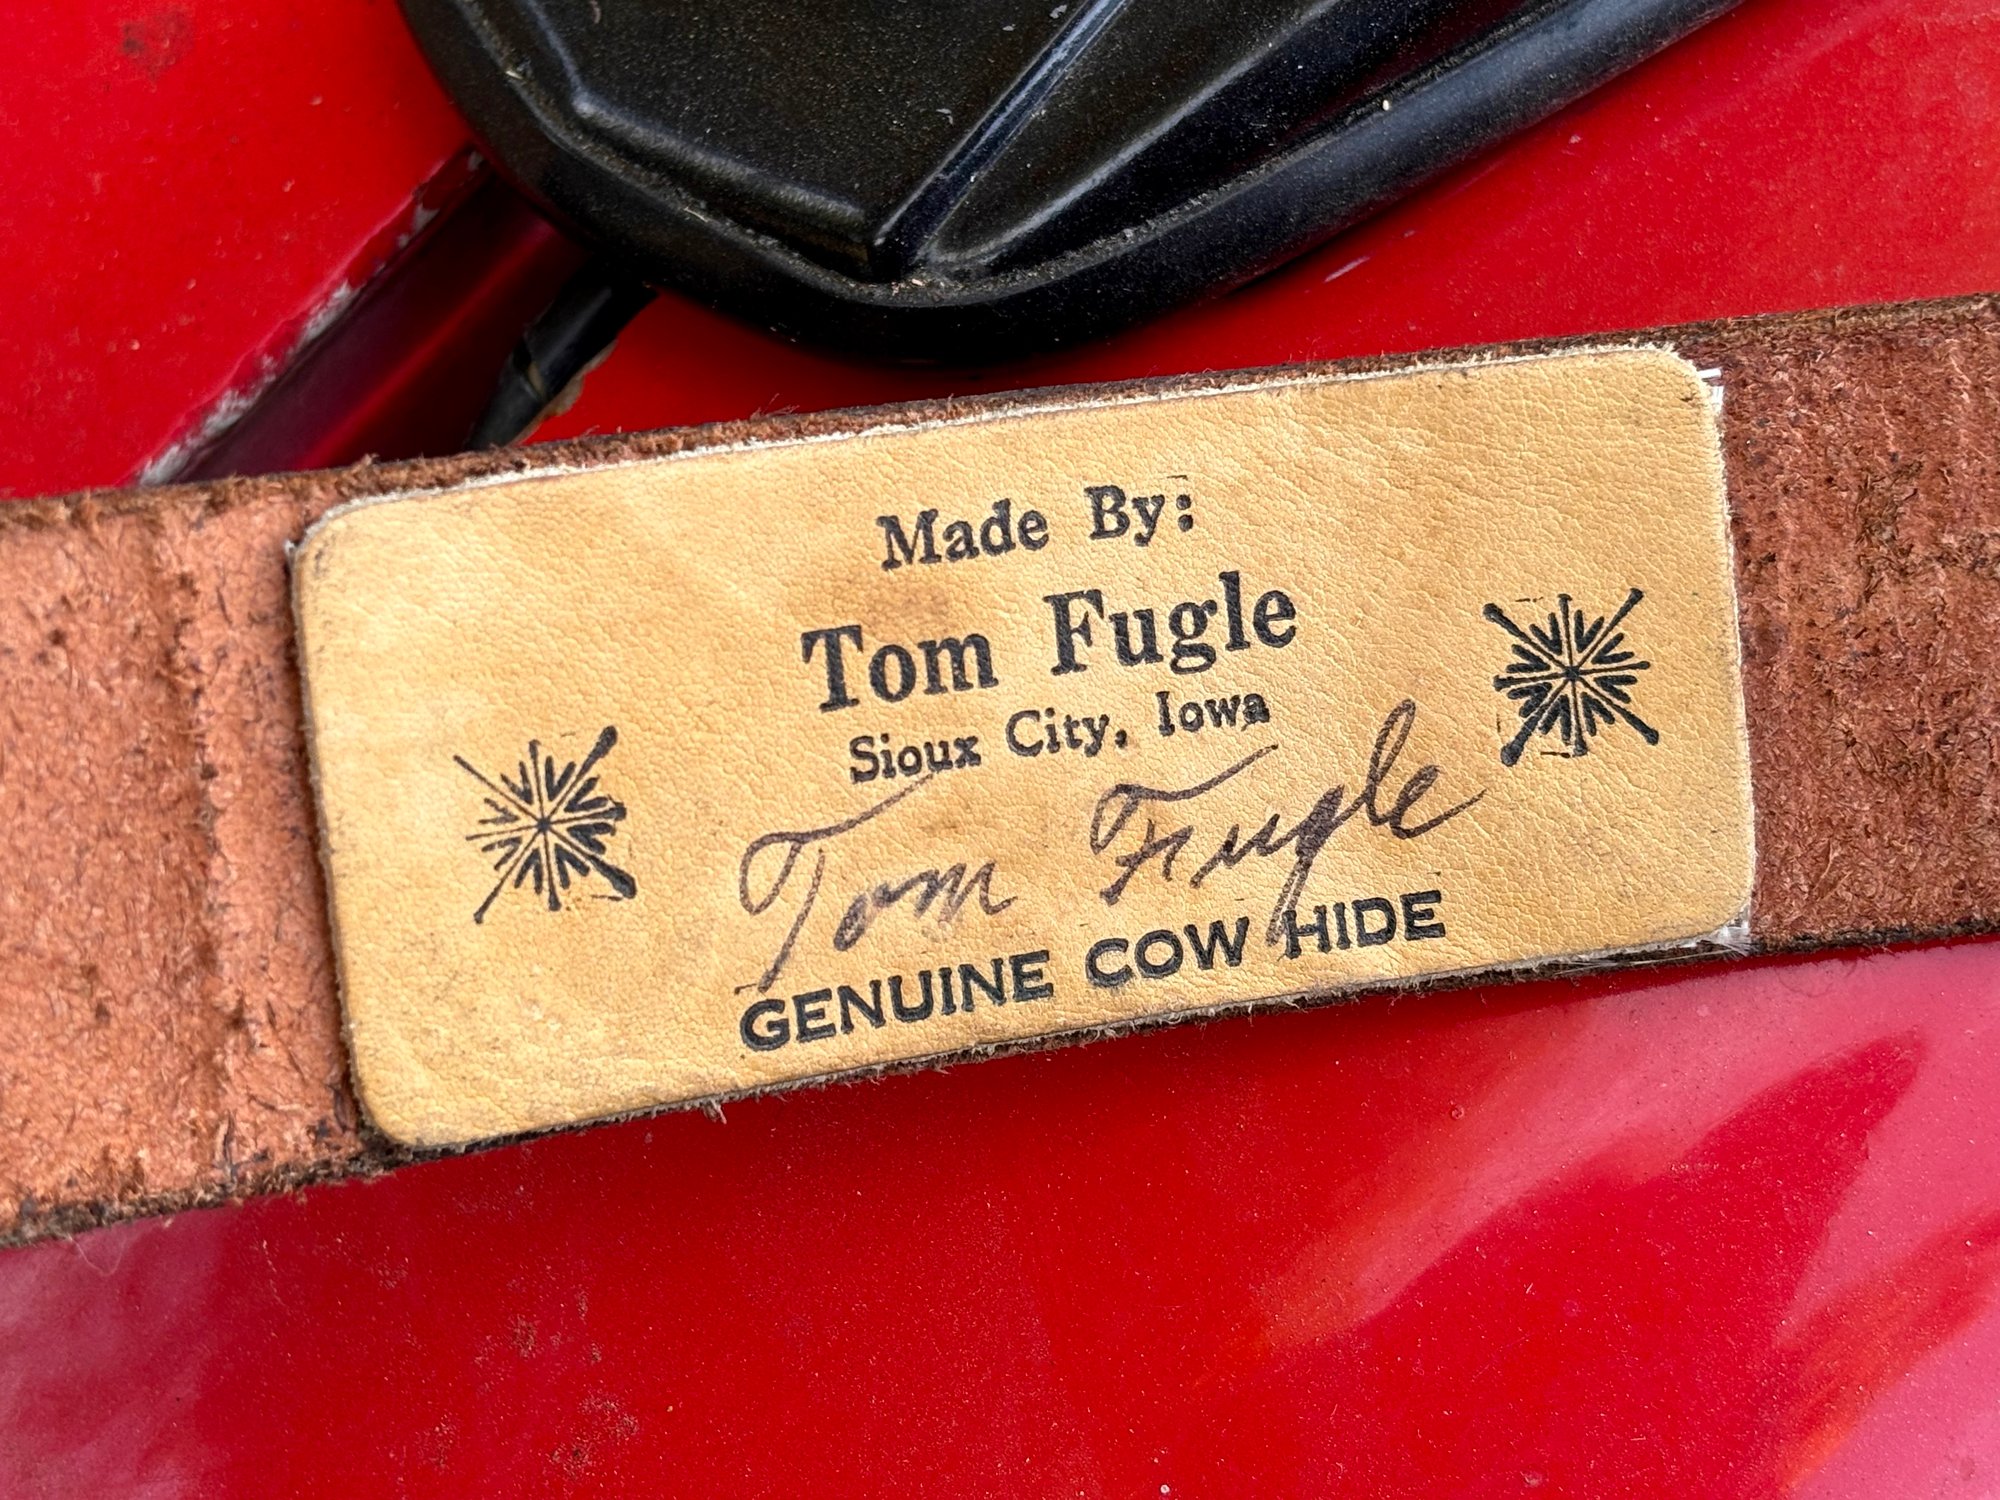 Made By:
Tom Fugle
Sioux City, Iowa
Tom Fugle
GENUINE COW HIDE